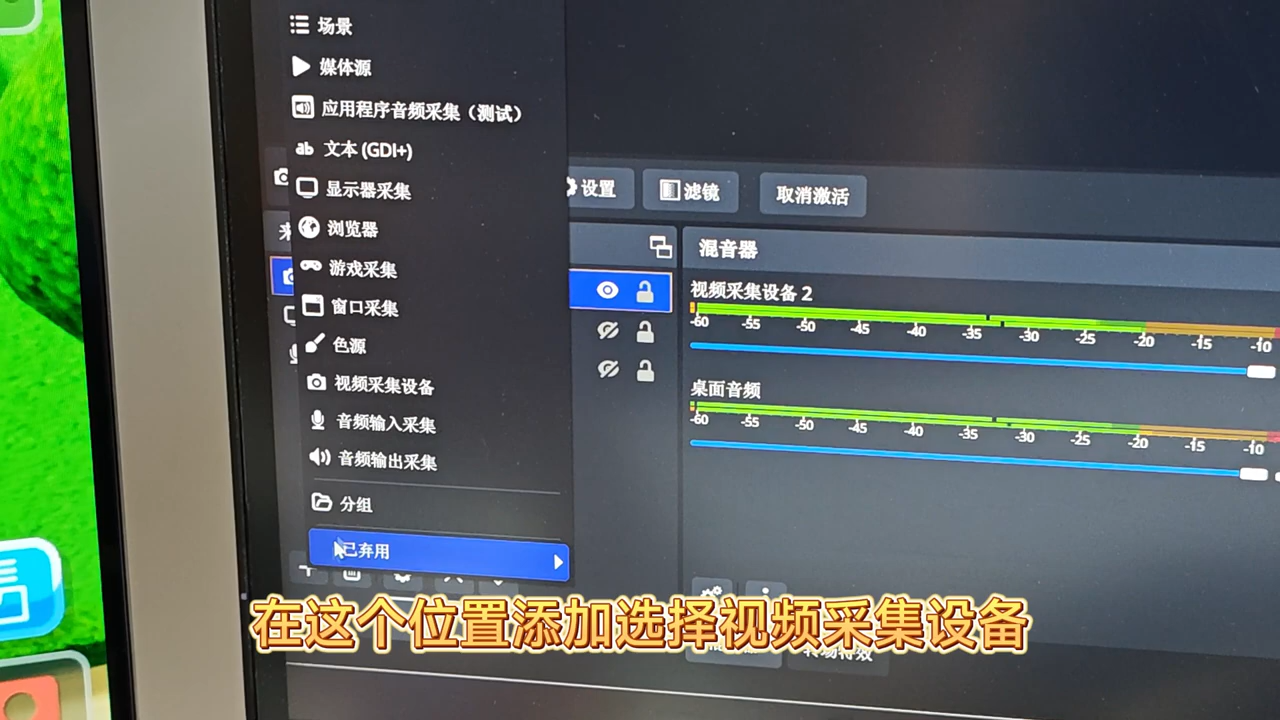 场景
媒体源
应用程序音频采集（测试）
ab 文本 (GDI+)
显示器采集
浏览器
游戏采集
窗口采集
色源
视频采集设备
音频输入采集
音频输出采集
分组
已弃用
设置
滤镜
取消激活
混音器
视频采集设备 2
-60 -55 -50 -45 -40 -35 -30 -25 -20 -15 -10
桌面音频
-60 -55 -50 -45 -40 -35 -30 -25 -20 -15 -10
在这个位置添加选择视频采集设备
转场特效